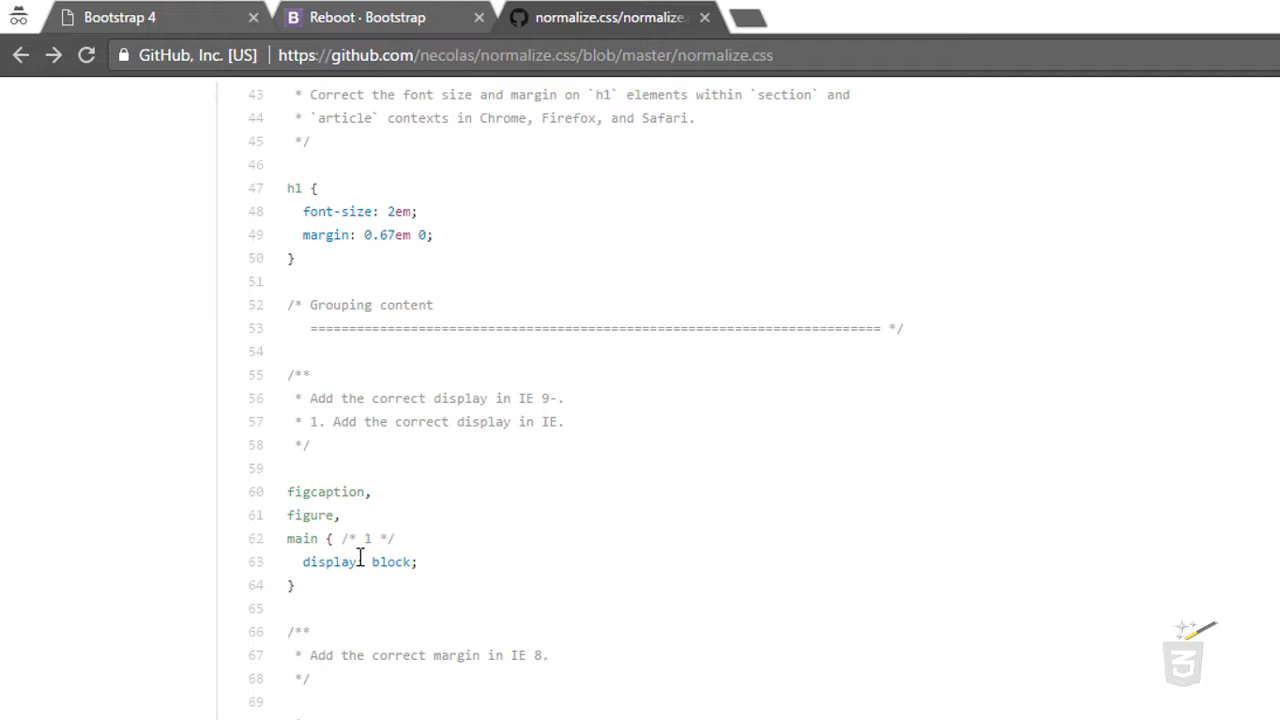 Bootstrap 4
Reboot · Bootstrap
normalize.css/normalize.
GitHub, Inc. [US] https://github.com/necolas/normalize.css/blob/master/normalize.css
43 * Correct the font size and margin on `h1` elements within `section` and
44 * `article` contexts in Chrome, Firefox, and Safari.
45 */
46
47 h1 {
48 font-size: 2em;
49 margin: 0.67em 0;
50 }
51
52 /* Grouping content
53 ========================================================================== */
54
55 /**
56 * Add the correct display in IE 9-.
57 * 1. Add the correct display in IE.
58 */
59
60 figcaption,
61 figure,
62 main { /* 1 */
63 display: block;
64 }
65
66 /**
67 * Add the correct margin in IE 8.
68 */
69
3